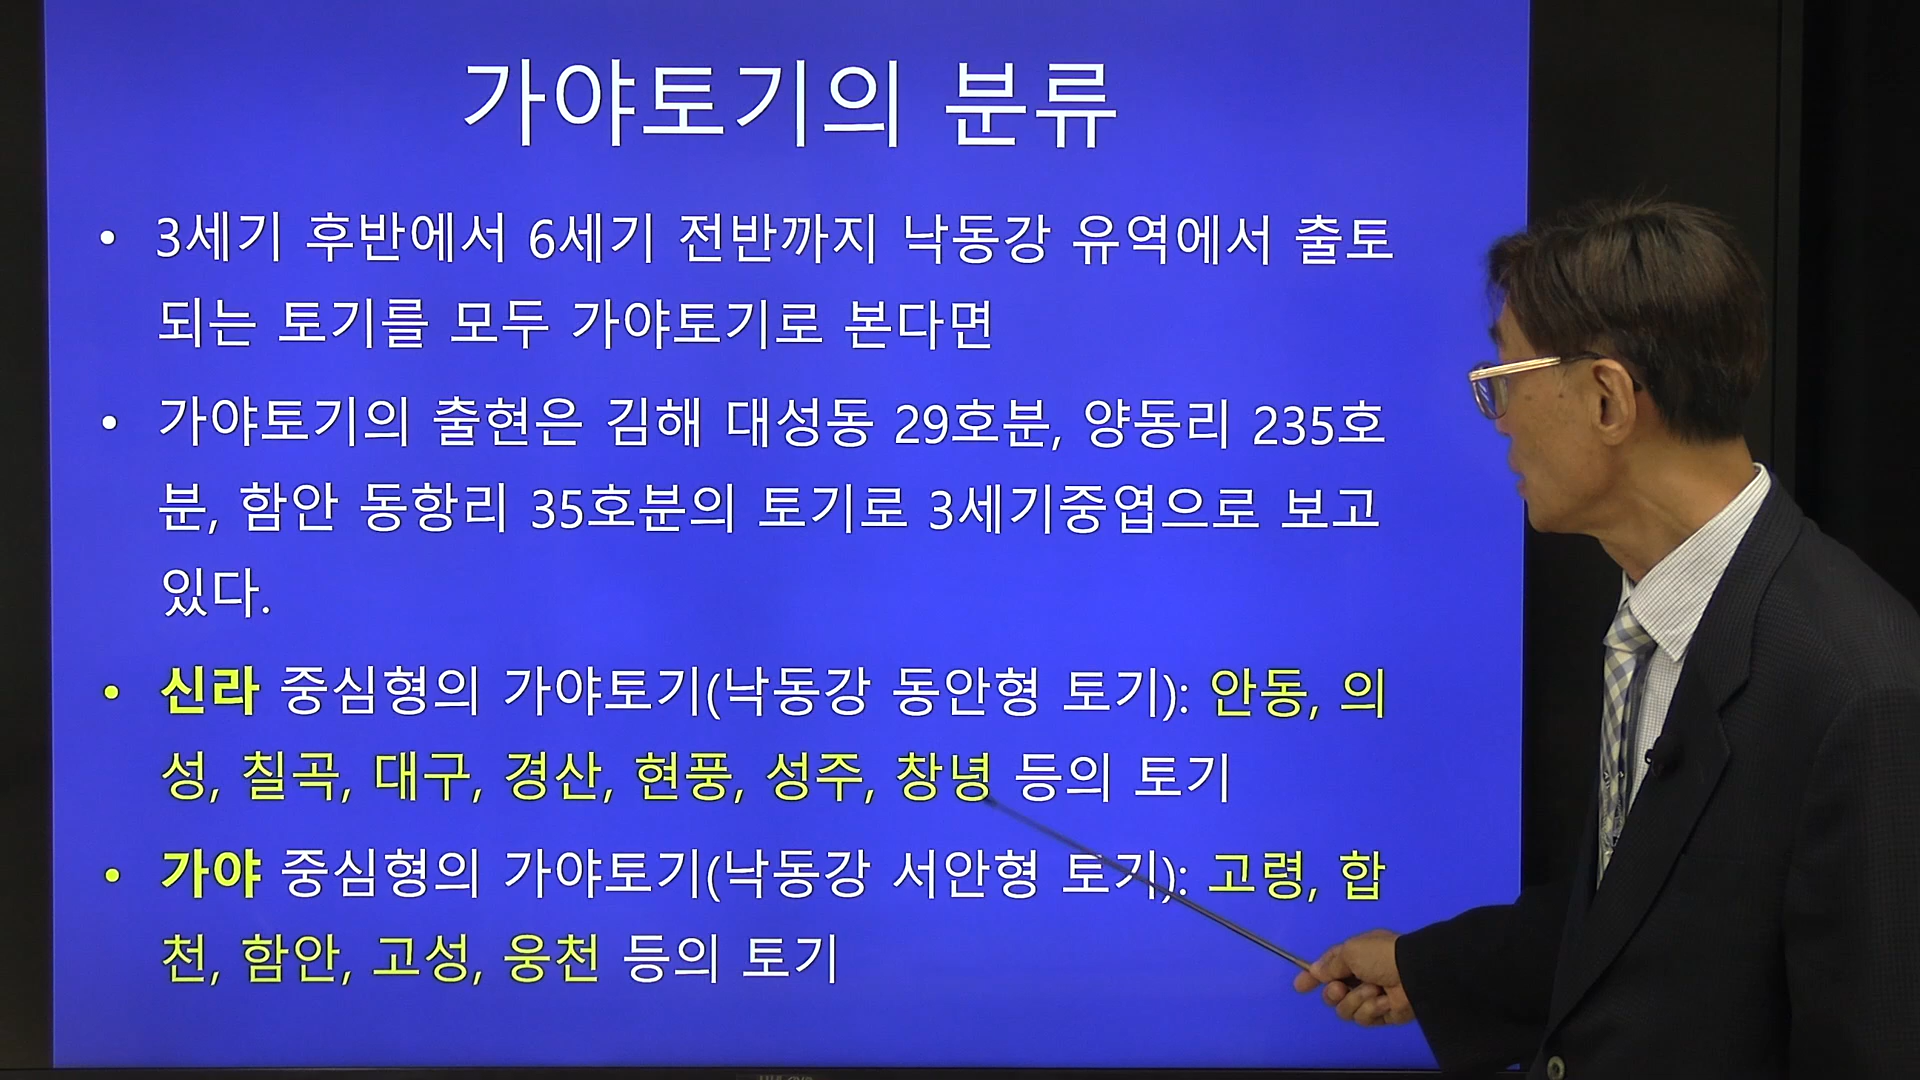 가야토기의 분류
• 3세기 후반에서 6세기 전반까지 낙동강 유역에서 출토
되는 토기를 모두 가야토기로 본다면
• 가야토기의 출현은 김해 대성동 29호분, 양동리 235호
분, 함안 동항리 35호분의 토기로 3세기중엽으로 보고
있다.
• 신라 중심형의 가야토기(낙동강 동안형 토기): 안동, 의
성, 칠곡, 대구, 경산, 현풍, 성주, 창녕 등의 토기
• 가야 중심형의 가야토기(낙동강 서안형 토기): 고령, 합
천, 함안, 고성, 웅천 등의 토기